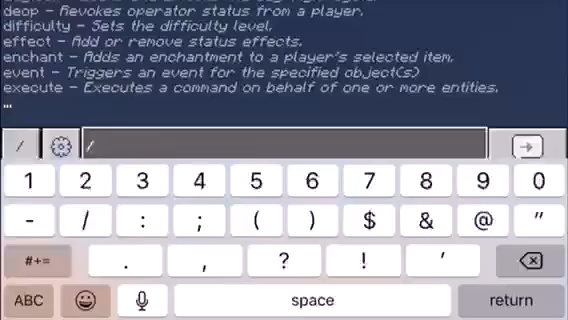 deop - Revokes operator status from a player.
difficulty - Sets the difficulty level.
effect - Add or remove status effects.
enchant - Adds an enchantment to a player's selected item.
event - Triggers an event for the specified object(s)
execute - Executes a command on behalf of one or more entities.
...
/ /
1 2 3 4 5 6 7 8 9 0
- / : ; ( ) $ & @ "
#+= . , ? ! '
ABC space return